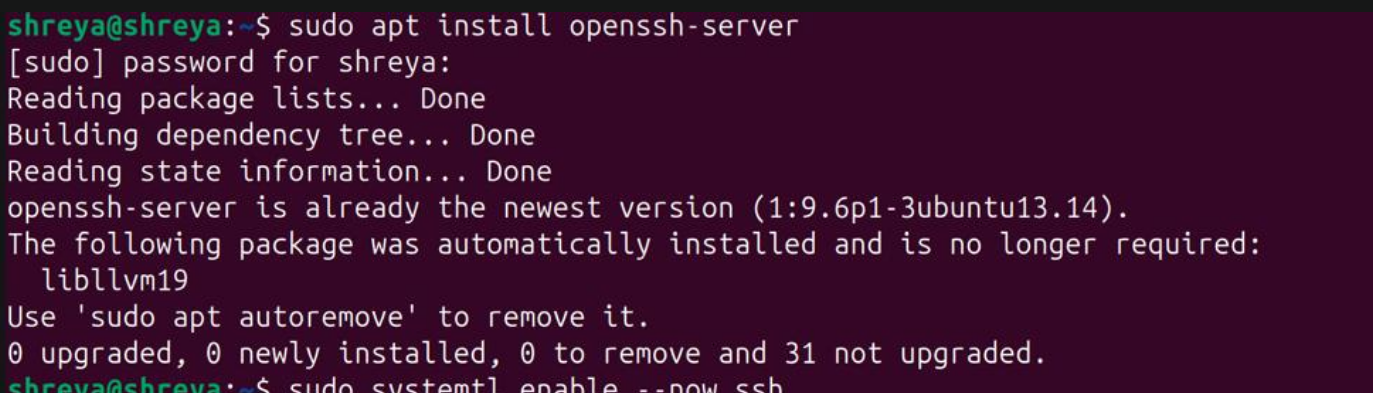 shreya@shreya:~$ sudo apt install openssh-server
[sudo] password for shreya:
Reading package lists... Done
Building dependency tree... Done
Reading state information... Done
openssh-server is already the newest version (1:9.6p1-3ubuntu13.14).
The following package was automatically installed and is no longer required:
  libllvm19
Use 'sudo apt autoremove' to remove it.
0 upgraded, 0 newly installed, 0 to remove and 31 not upgraded.
shreya@shreya:~$ sudo systemtl enable --now ssh